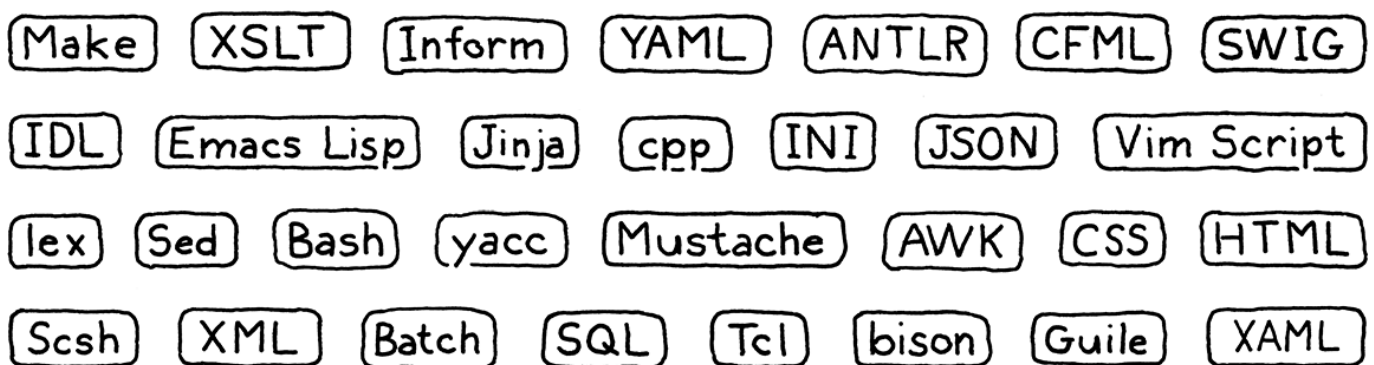 Make XSLT Inform YAML ANTLR CFML SWIG
IDL Emacs Lisp Jinja cpp INI JSON Vim Script
lex Sed Bash yacc Mustache AWK CSS HTML
Scsh XML Batch SQL Tcl bison Guile XAML